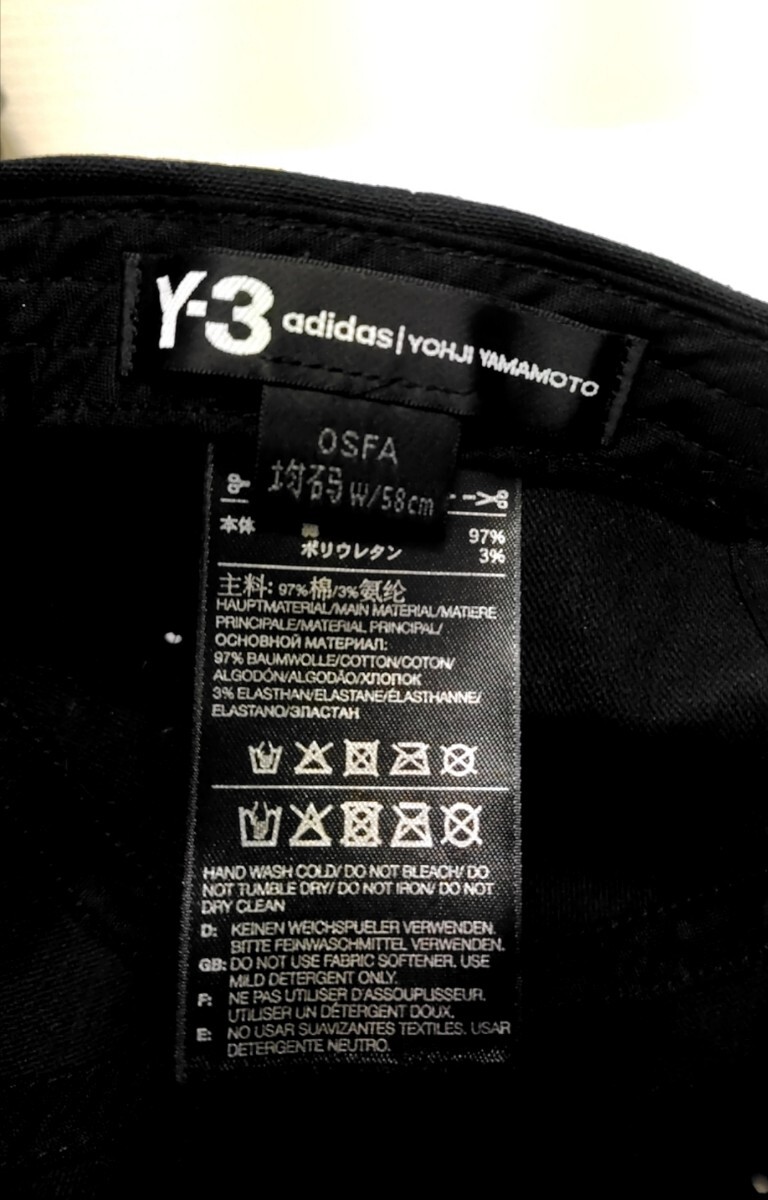 Y-3 adidas | YOHJI YAMAMOTO
OSFA
均码 W/58cm
本体 綿 97%
ポリウレタン 3%
主料: 97%棉/3%氨纶
HAUPTMATERIAL/MAIN MATERIAL/MATIERE
PRINCIPALE/MATERIAL PRINCIPAL/
ОСНОВНОЙ МАТЕРИАЛ:
97% BAUMWOLLE/COTTON/COTON/
ALGODÓN/ALGODÃO/ХЛОПОК
3% ELASTHAN/ELASTANE/ÉLASTHANNE/
ELASTANO/ЭЛАСТАН
HAND WASH COLD/ DO NOT BLEACH/ DO
NOT TUMBLE DRY/ DO NOT IRON/ DO NOT
DRY CLEAN
D: KEINEN WEICHSPUELER VERWENDEN.
BITTE FEINWASCHMITTEL VERWENDEN.
GB: DO NOT USE FABRIC SOFTENER. USE
MILD DETERGENT ONLY.
F: NE PAS UTILISER D'ASSOUPLISSEUR.
UTILISER UN DÉTERGENT DOUX.
E: NO USAR SUAVIZANTES TEXTILES. USAR
DETERGENTE NEUTRO.